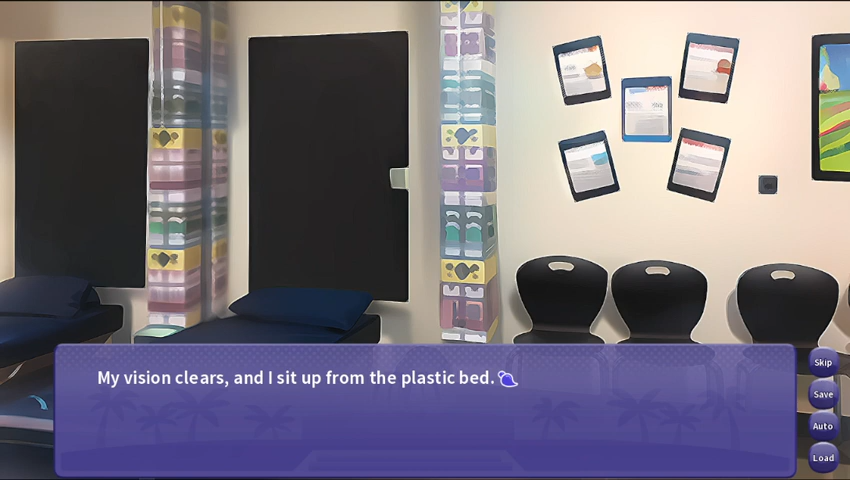 My vision clears, and I sit up from the plastic bed.
Skip
Save
Auto
Load